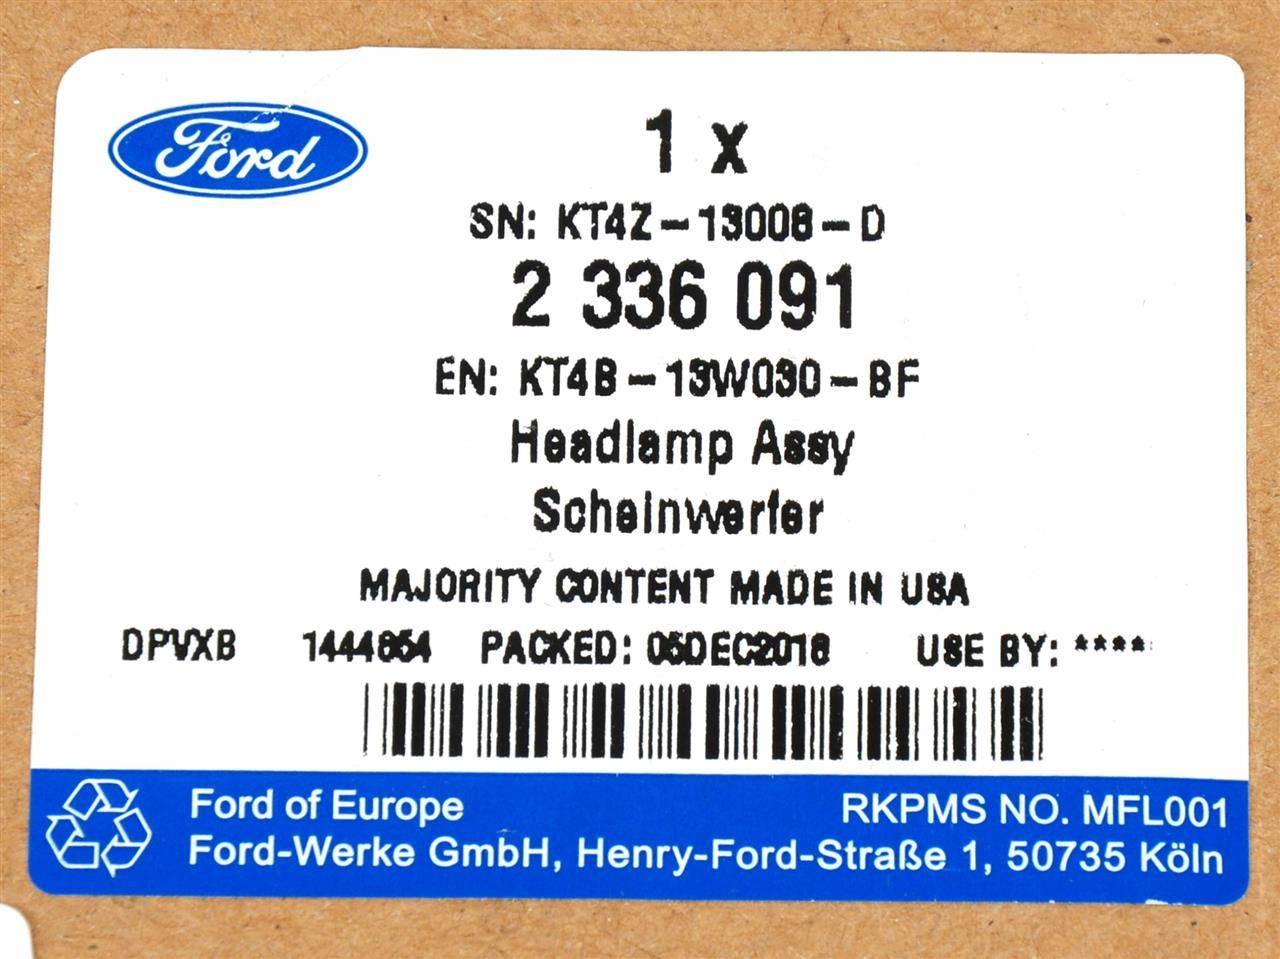 Ford
1 x
SN: KT4Z-13008-D
2 336 091
EN: KT4B-13W030-BF
Headlamp Assy
Scheinwerfer
MAJORITY CONTENT MADE IN USA
DPVXB 1444654 PACKED: 05DEC2018 USE BY: ****
Ford of Europe RKPMS NO. MFL001
Ford-Werke GmbH, Henry-Ford-Straße 1, 50735 Köln